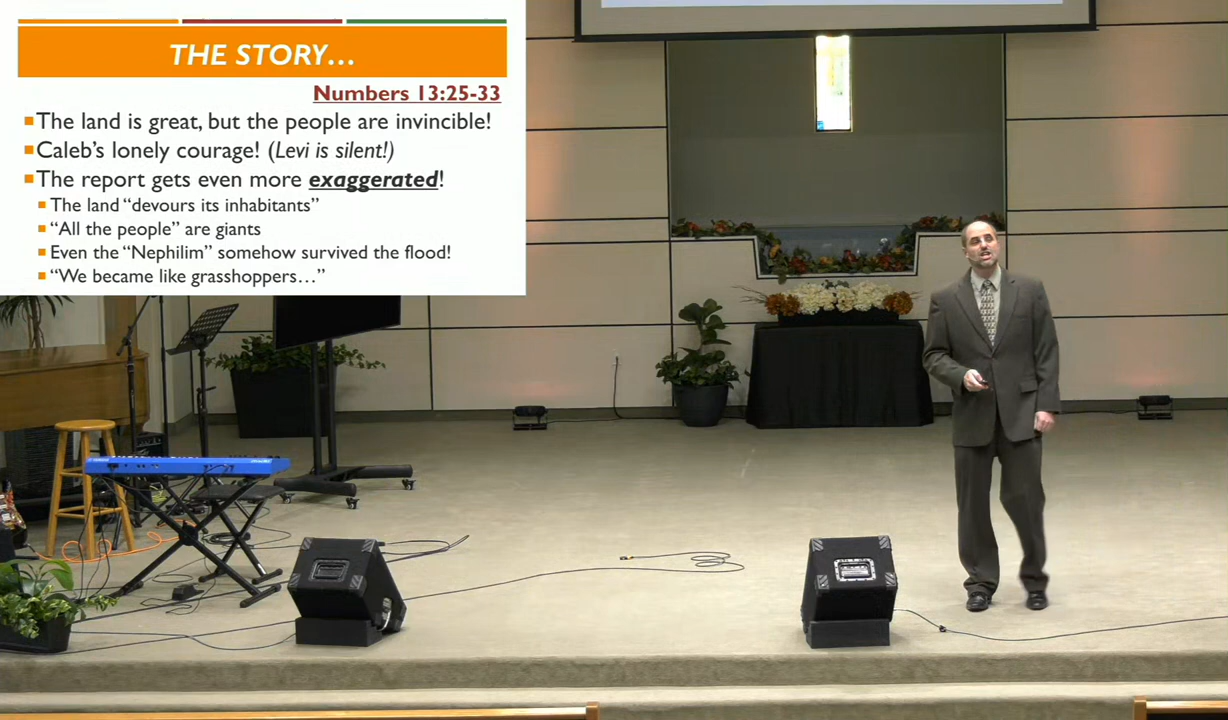 THE STORY…
Numbers 13:25-33
The land is great, but the people are invincible!
Caleb’s lonely courage! (Levi is silent!)
The report gets even more exaggerated!
The land “devours its inhabitants”
“All the people” are giants
Even the “Nephilim” somehow survived the flood!
“We became like grasshoppers…”